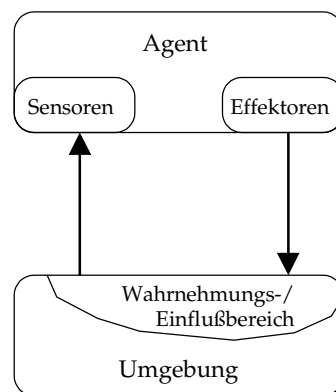 Agent
Sensoren
Effektoren
Wahrnehmungs-/
Einflußbereich
Umgebung